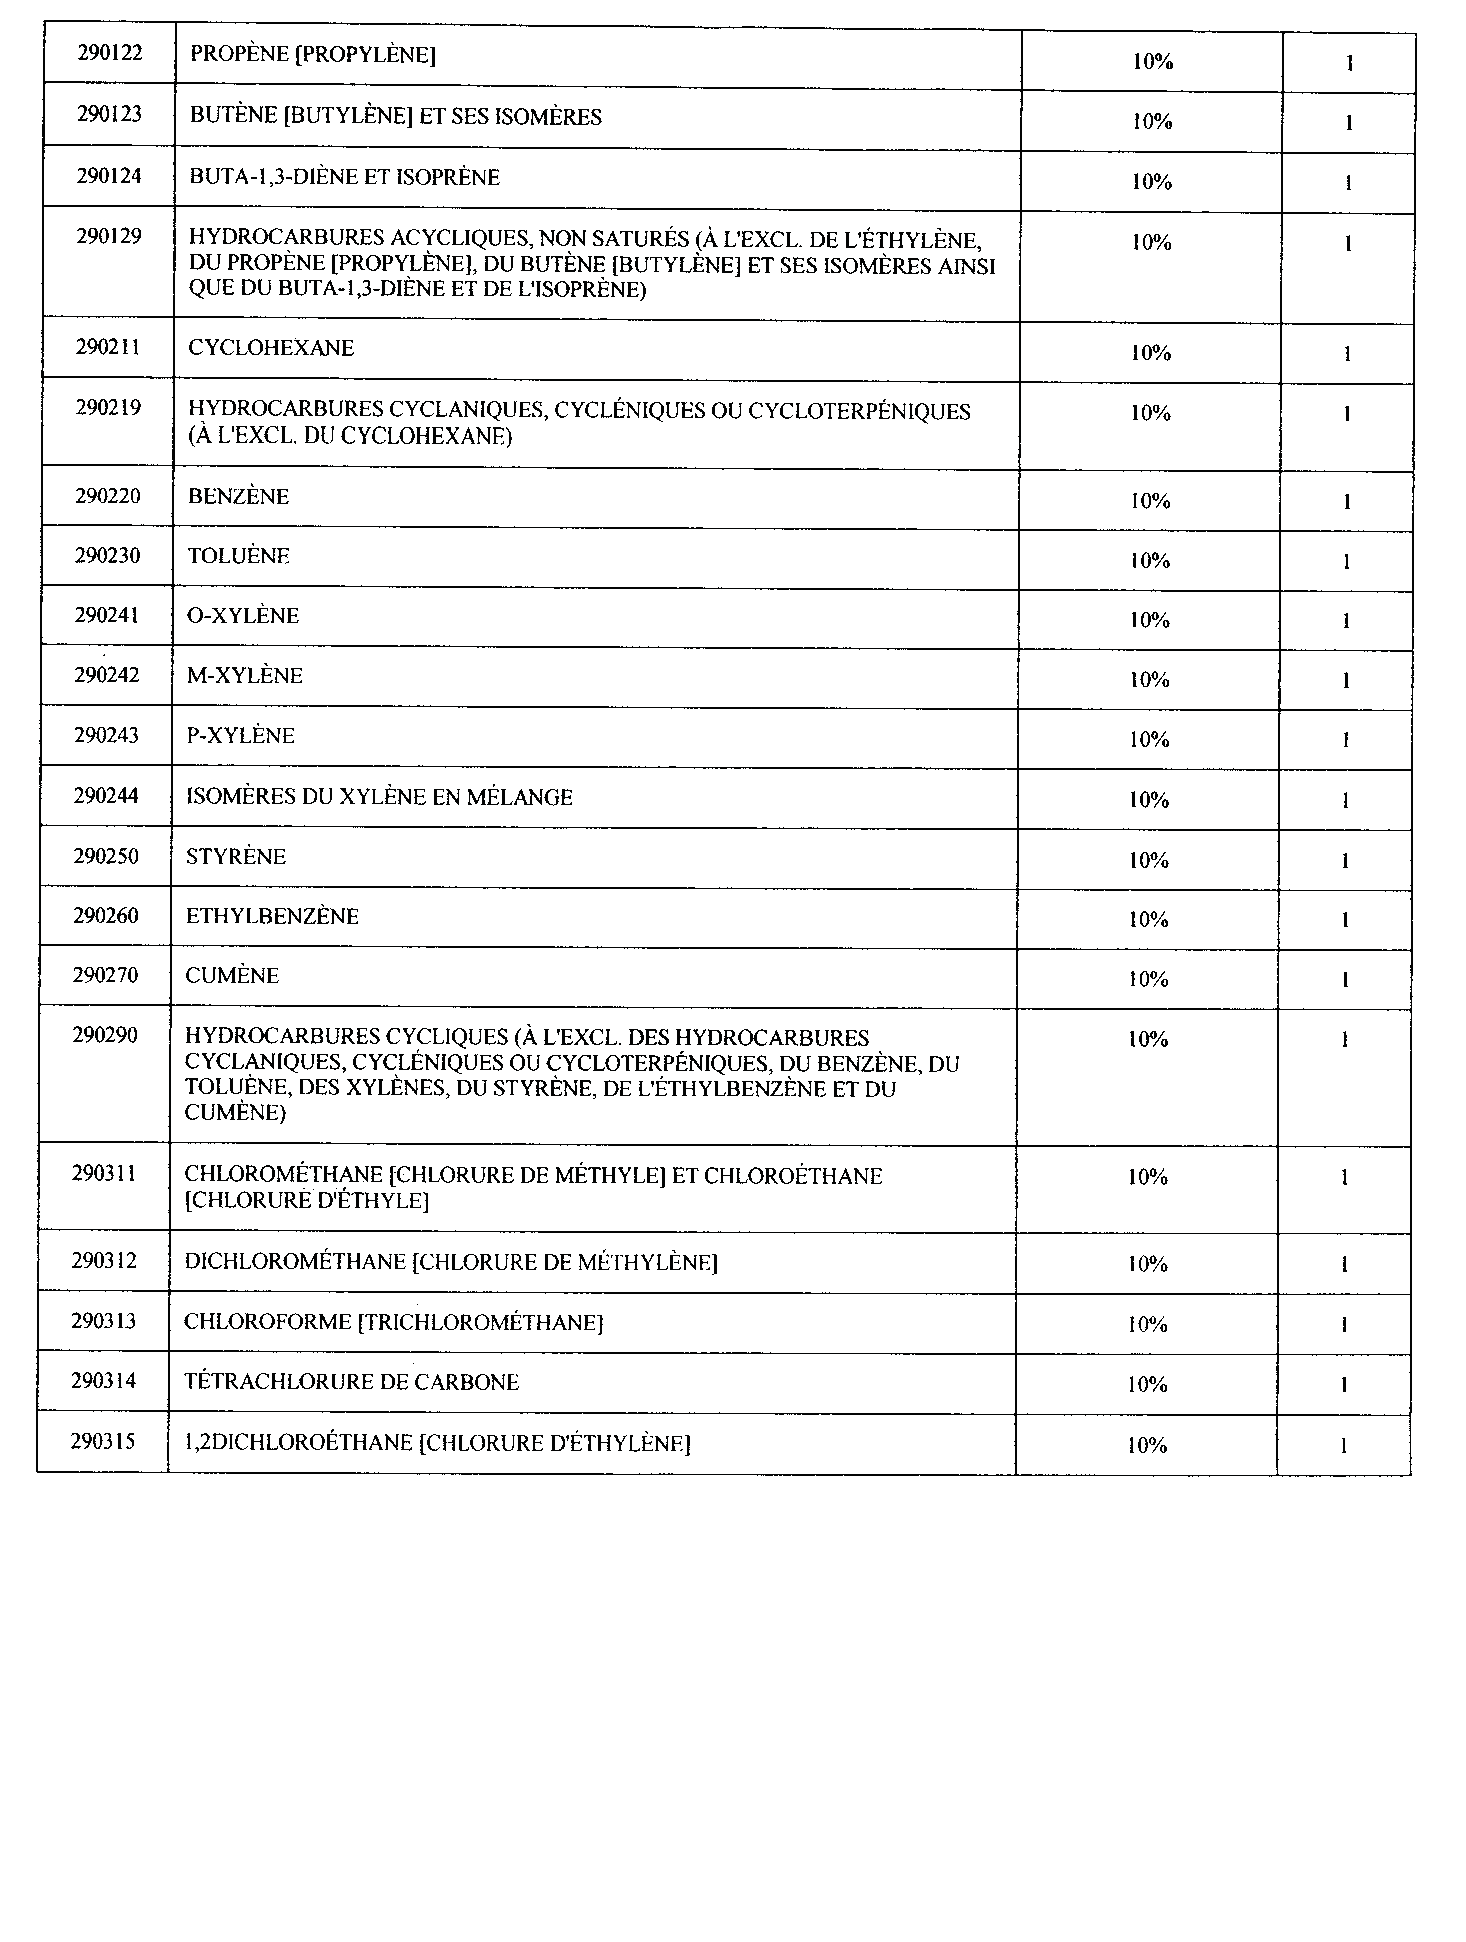 290122 PROPÈNE [PROPYLÈNE] 10% 1
290123 BUTÈNE [BUTYLÈNE] ET SES ISOMÈRES 10% 1
290124 BUTA-1,3-DIÈNE ET ISOPRÈNE 10% 1
290129 HYDROCARBURES ACYCLIQUES, NON SATURÉS (À L'EXCL. DE L'ÉTHYLÈNE, 10% 1
DU PROPÈNE [PROPYLÈNE], DU BUTÈNE [BUTYLÈNE] ET SES ISOMÈRES AINSI
QUE DU BUTA-1,3-DIÈNE ET DE L'ISOPRÈNE)
290211 CYCLOHEXANE 10% 1
290219 HYDROCARBURES CYCLANIQUES, CYCLÉNIQUES OU CYCLOTERPÉNIQUES 10% 1
(À L'EXCL. DU CYCLOHEXANE)
290220 BENZÈNE 10% 1
290230 TOLUÈNE 10% 1
290241 O-XYLÈNE 10% 1
290242 M-XYLÈNE 10% 1
290243 P-XYLÈNE 10% 1
290244 ISOMÈRES DU XYLÈNE EN MÉLANGE 10% 1
290250 STYRÈNE 10% 1
290260 ETHYLBENZÈNE 10% 1
290270 CUMÈNE 10% 1
290290 HYDROCARBURES CYCLIQUES (À L'EXCL. DES HYDROCARBURES 10% 1
CYCLANIQUES, CYCLÉNIQUES OU CYCLOTERPÉNIQUES, DU BENZÈNE, DU
TOLUÈNE, DES XYLÈNES, DU STYRÈNE, DE L'ÉTHYLBENZÈNE ET DU
CUMÈNE)
290311 CHLOROMÉTHANE [CHLORURE DE MÉTHYLE] ET CHLOROÉTHANE 10% 1
[CHLORURE D'ÉTHYLE]
290312 DICHLOROMÉTHANE [CHLORURE DE MÉTHYLÈNE] 10% 1
290313 CHLOROFORME [TRICHLOROMÉTHANE] 10% 1
290314 TÉTRACHLORURE DE CARBONE 10% 1
290315 1,2DICHLOROÉTHANE [CHLORURE D'ÉTHYLÈNE] 10% 1